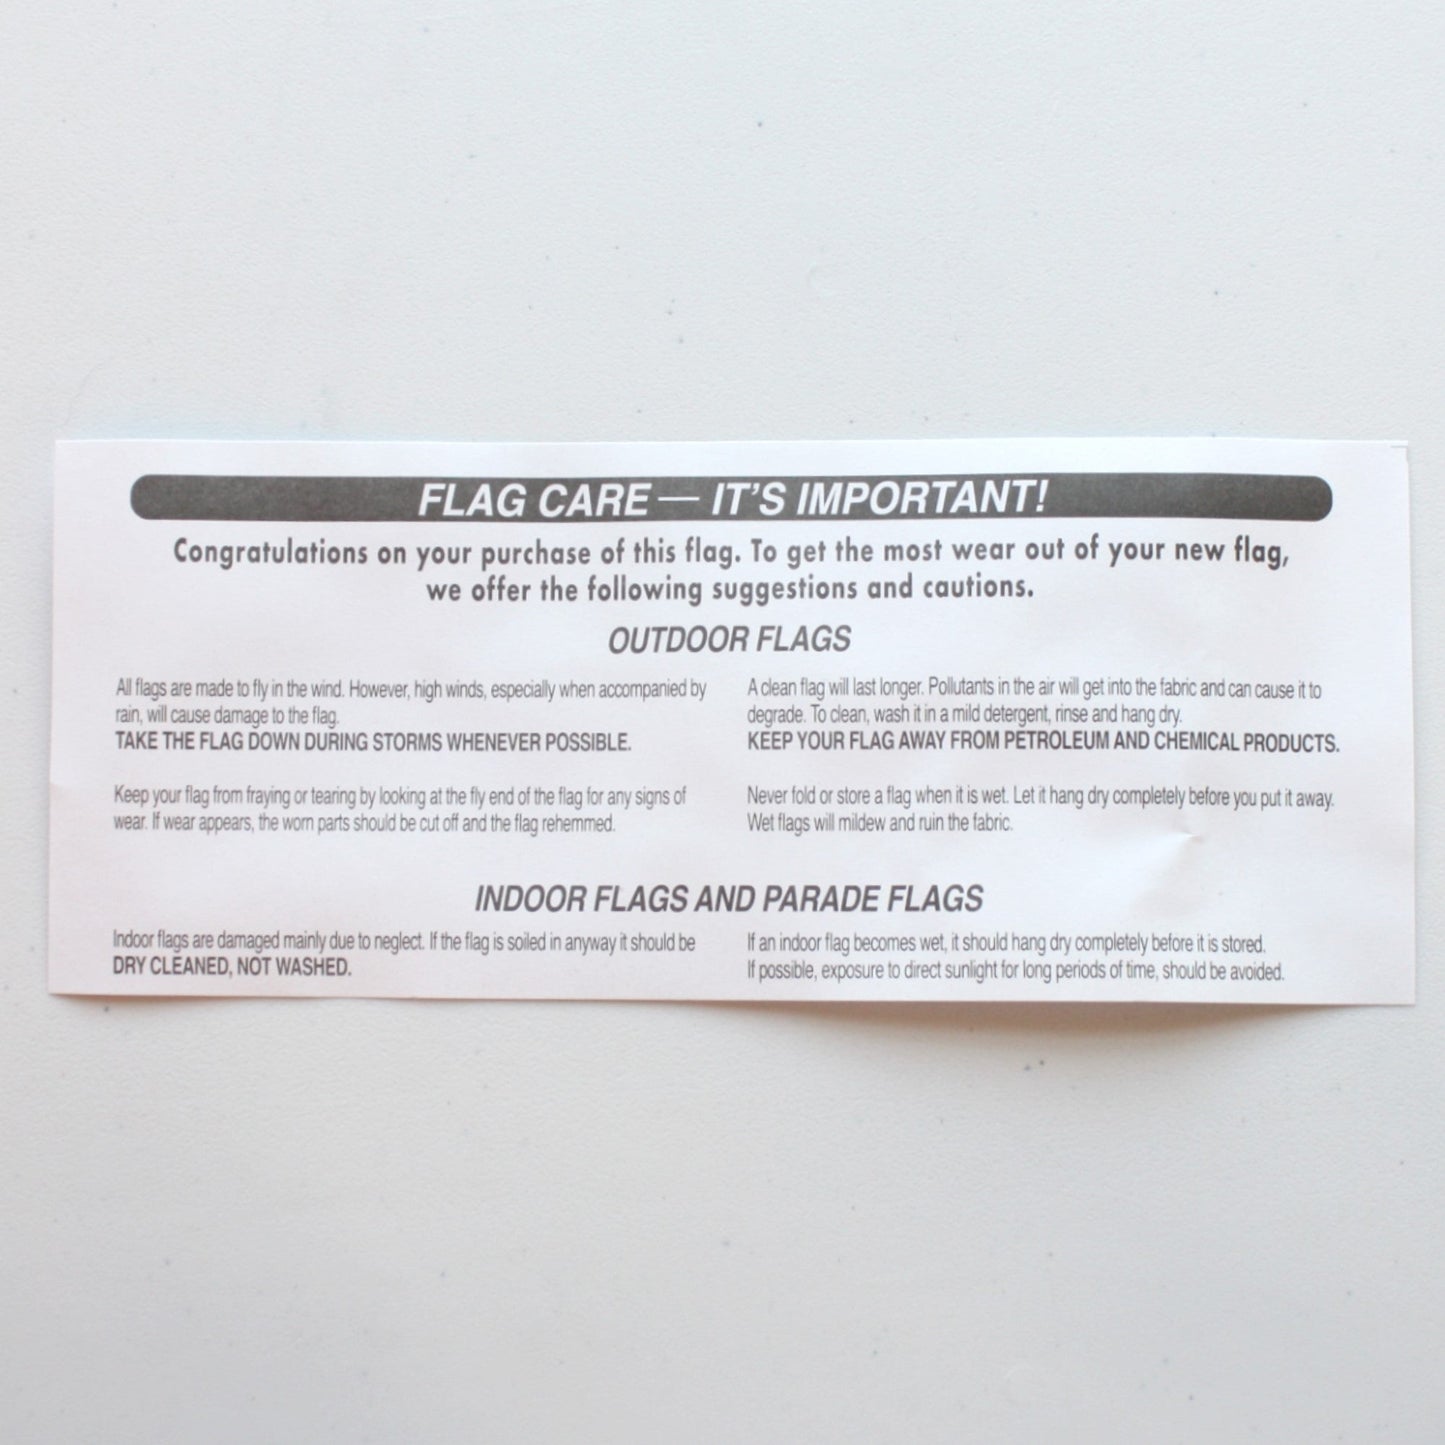 FLAG CARE — IT'S IMPORTANT!
Congratulations on your purchase of this flag. To get the most wear out of your new flag,
we offer the following suggestions and cautions.
OUTDOOR FLAGS
All flags are made to fly in the wind. However, high winds, especially when accompanied by
rain, will cause damage to the flag.
TAKE THE FLAG DOWN DURING STORMS WHENEVER POSSIBLE.
Keep your flag from fraying or tearing by looking at the fly end of the flag for any signs of
wear. If wear appears, the worn parts should be cut off and the flag rehemmed.
A clean flag will last longer. Pollutants in the air will get into the fabric and can cause it to
degrade. To clean, wash it in a mild detergent, rinse and hang dry.
KEEP YOUR FLAG AWAY FROM PETROLEUM AND CHEMICAL PRODUCTS.
Never fold or store a flag when it is wet. Let it hang dry completely before you put it away.
Wet flags will mildew and ruin the fabric.
INDOOR FLAGS AND PARADE FLAGS
Indoor flags are damaged mainly due to neglect. If the flag is soiled in anyway it should be
DRY CLEANED, NOT WASHED.
If an indoor flag becomes wet, it should hang dry completely before it is stored.
If possible, exposure to direct sunlight for long periods of time, should be avoided.